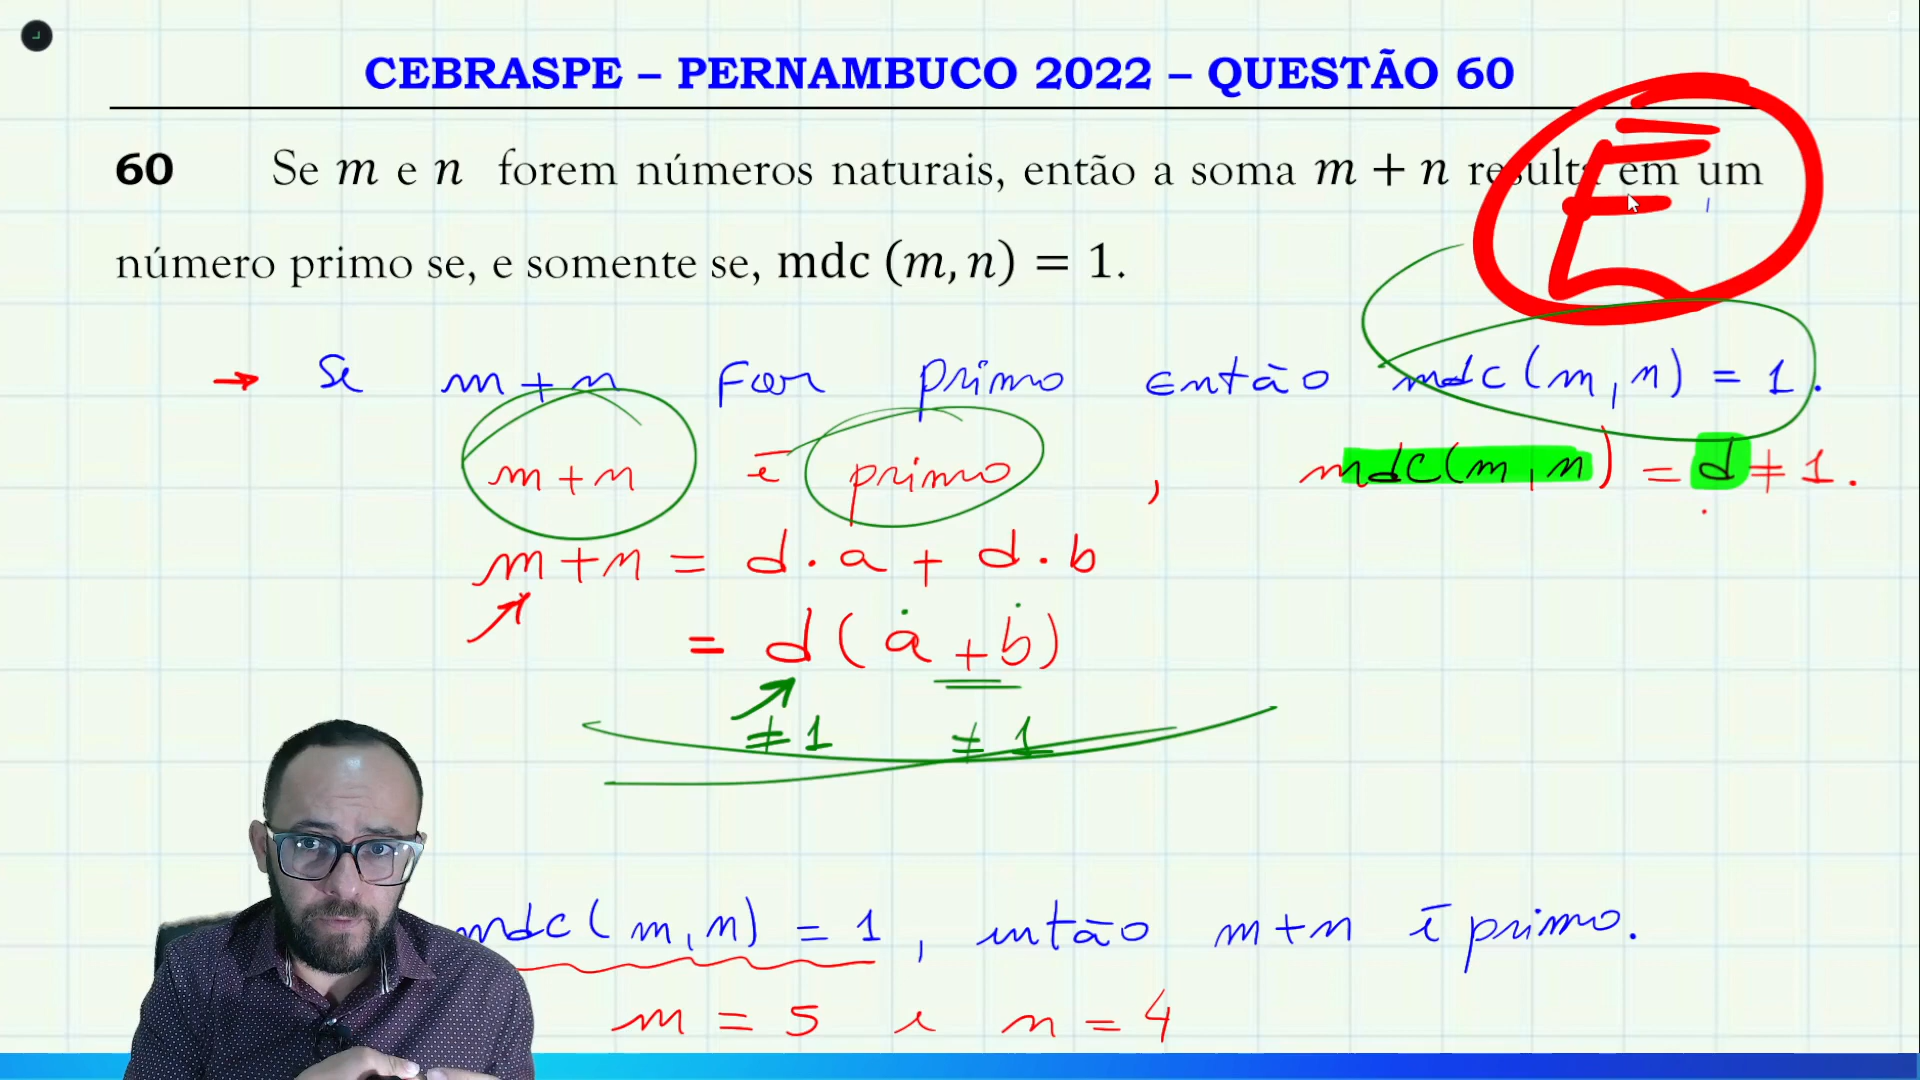 CEBRASPE – PERNAMBUCO 2022 – QUESTÃO 60
60 Se m e n forem números naturais, então a soma m + n resulta em um
E
número primo se, e somente se, mdc (m, n) = 1.
→ Se m + n for primo então mdc(m, n) = 1.
m + n é primo , mdc(m, n) = d ≠ 1.
m + n = d · a + d · b
= d(a + b)
≠ 1 ≠ 1
mdc(m, n) = 1 , então m + n é primo.
m = 5 e n = 4